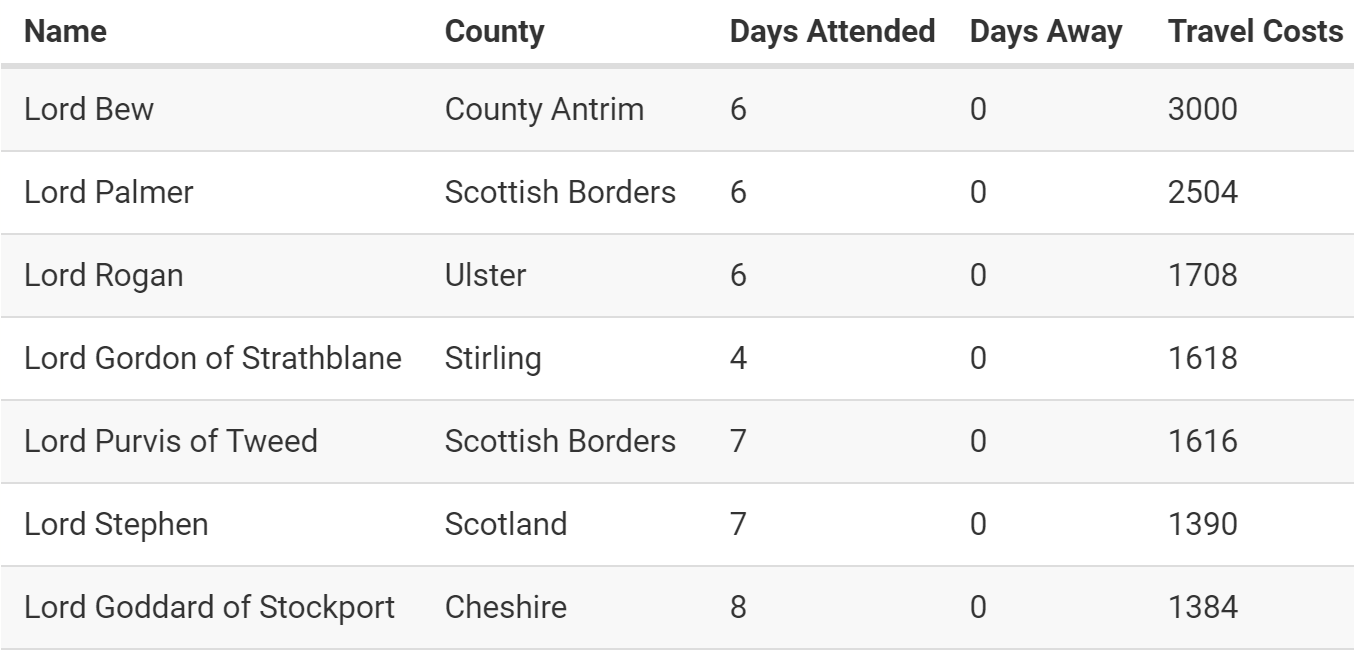 Name County Days Attended Days Away Travel Costs
Lord Bew County Antrim 6 0 3000
Lord Palmer Scottish Borders 6 0 2504
Lord Rogan Ulster 6 0 1708
Lord Gordon of Strathblane Stirling 4 0 1618
Lord Purvis of Tweed Scottish Borders 7 0 1616
Lord Stephen Scotland 7 0 1390
Lord Goddard of Stockport Cheshire 8 0 1384